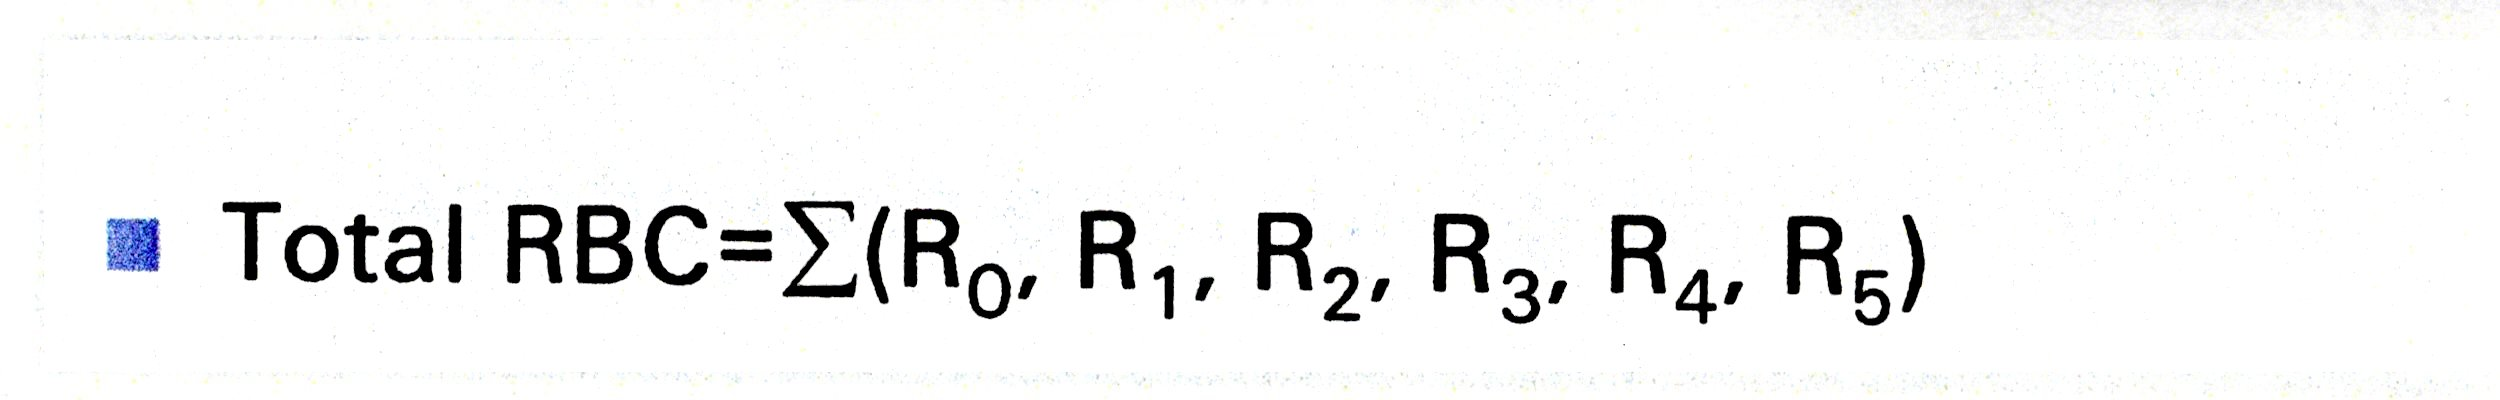 ■ Total RBC=∑(R₀, R₁, R₂, R₃, R₄, R₅)